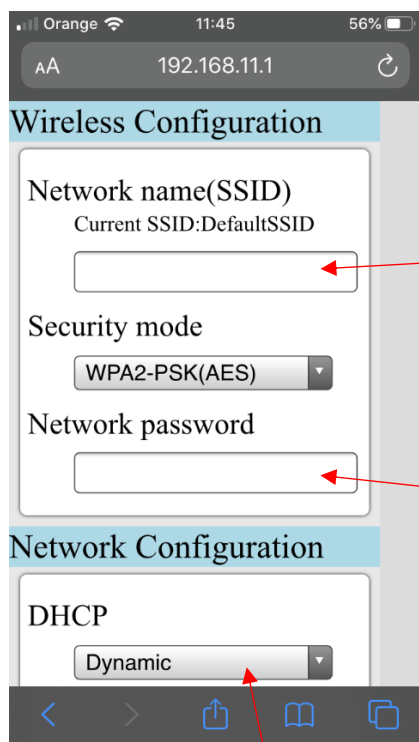 Orange 11:45 56%
AA 192.168.11.1
Wireless Configuration
Network name(SSID)
Current SSID:DefaultSSID
Security mode
WPA2-PSK(AES)
Network password
Network Configuration
DHCP
Dynamic